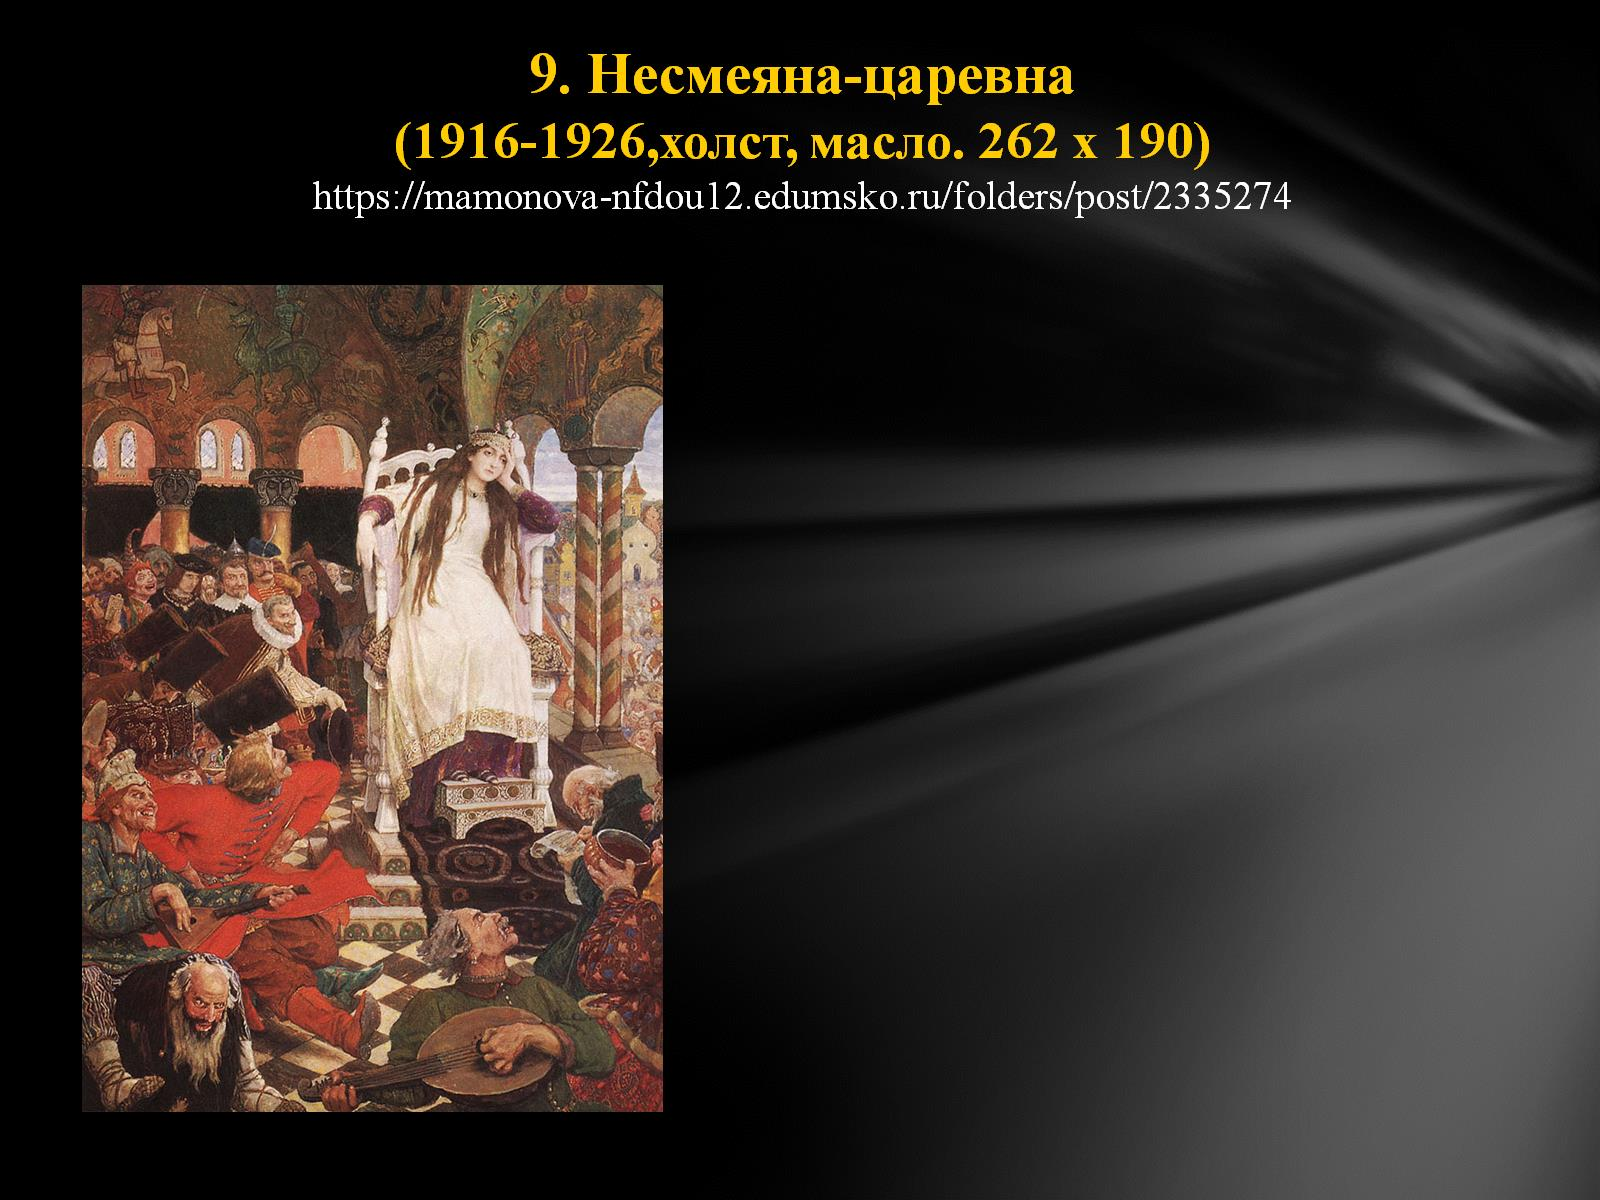 9. Несмеяна-царевна
(1916-1926,холст, масло. 262 х 190)
https://mamonova-nfdou12.edumsko.ru/folders/post/2335274